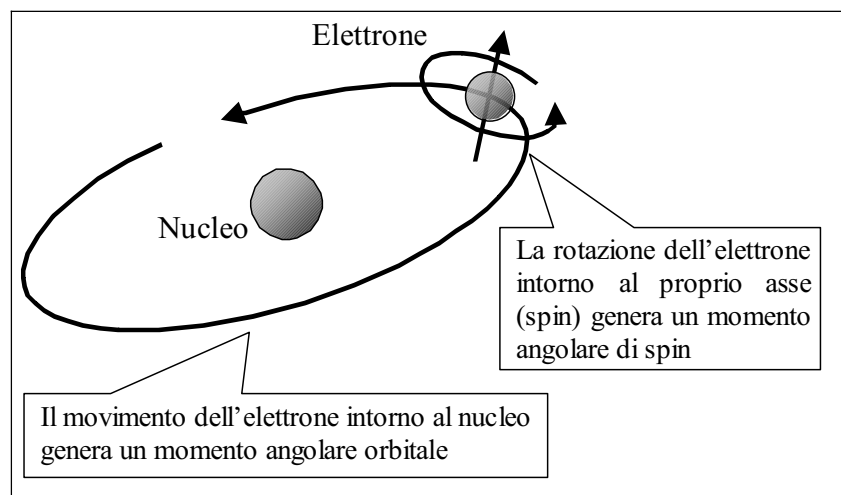 Elettrone
Nucleo
La rotazione dell’elettrone
intorno al proprio asse
(spin) genera un momento
angolare di spin
Il movimento dell’elettrone intorno al nucleo
genera un momento angolare orbitale